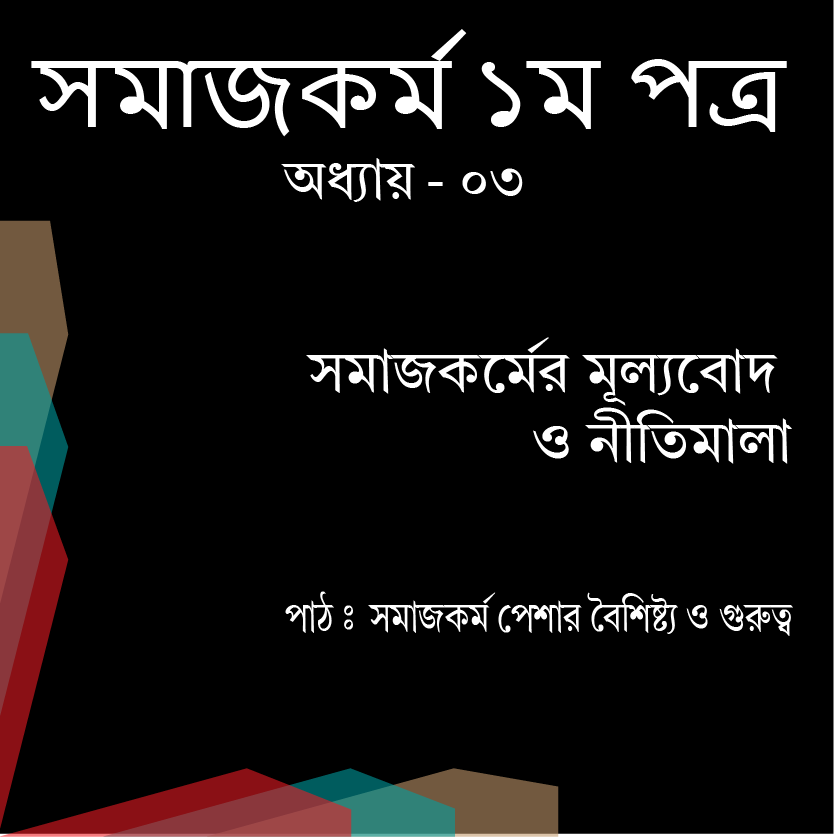 সমাজকর্ম ১ম পত্র
অধ্যায় - ০৩
সমাজকর্মের মূল্যবোদ
ও নীতিমালা
পাঠ ঃ সমাজকর্ম পেশার বৈশিষ্ট্য ও গুরুত্ব